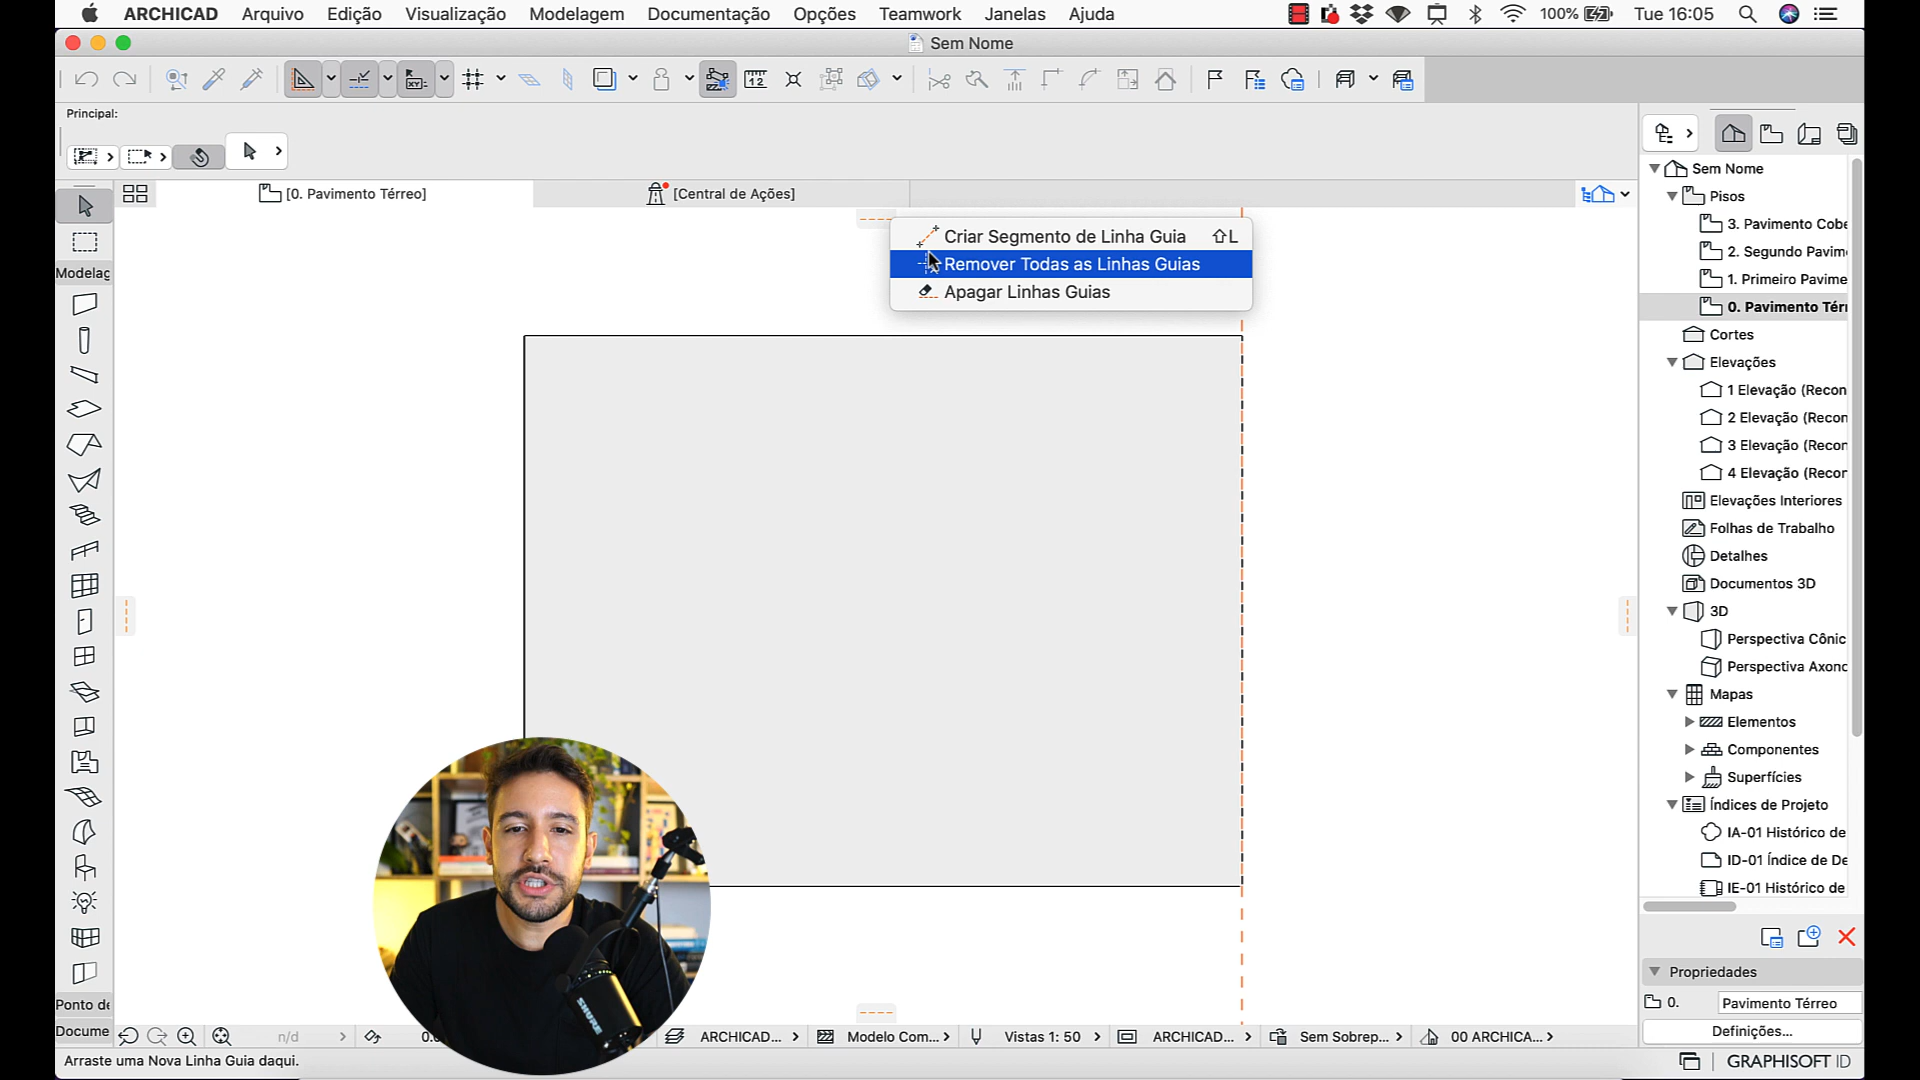 ARCHICAD Arquivo Edição Visualização Modelagem Documentação Opções Teamwork Janelas Ajuda 100% Tue 16:05
Sem Nome
Principal:
[0. Pavimento Térreo]
[Central de Ações]
Criar Segmento de Linha Guia ⇧L
Remover Todas as Linhas Guias
Apagar Linhas Guias
Modelag
Ponto de
Docume
Sem Nome
Pisos
3. Pavimento Cobe
2. Segundo Pavim
1. Primeiro Pavime
0. Pavimento Térr
Cortes
Elevações
1 Elevação (Recon
2 Elevação (Recon
3 Elevação (Recon
4 Elevação (Recon
Elevações Interiores
Folhas de Trabalho
Detalhes
Documentos 3D
3D
Perspectiva Cônic
Perspectiva Axono
Mapas
Elementos
Componentes
Superfícies
Índices de Projeto
IA-01 Histórico de
ID-01 Índice de De
IE-01 Histórico de
Propriedades
0. Pavimento Térreo
Definições...
SHURE
n/d
ARCHICAD...
Modelo Com...
Vistas 1: 50
ARCHICAD...
Sem Sobrep...
00 ARCHICA...
Arraste uma Nova Linha Guia daqui.
GRAPHISOFT ID